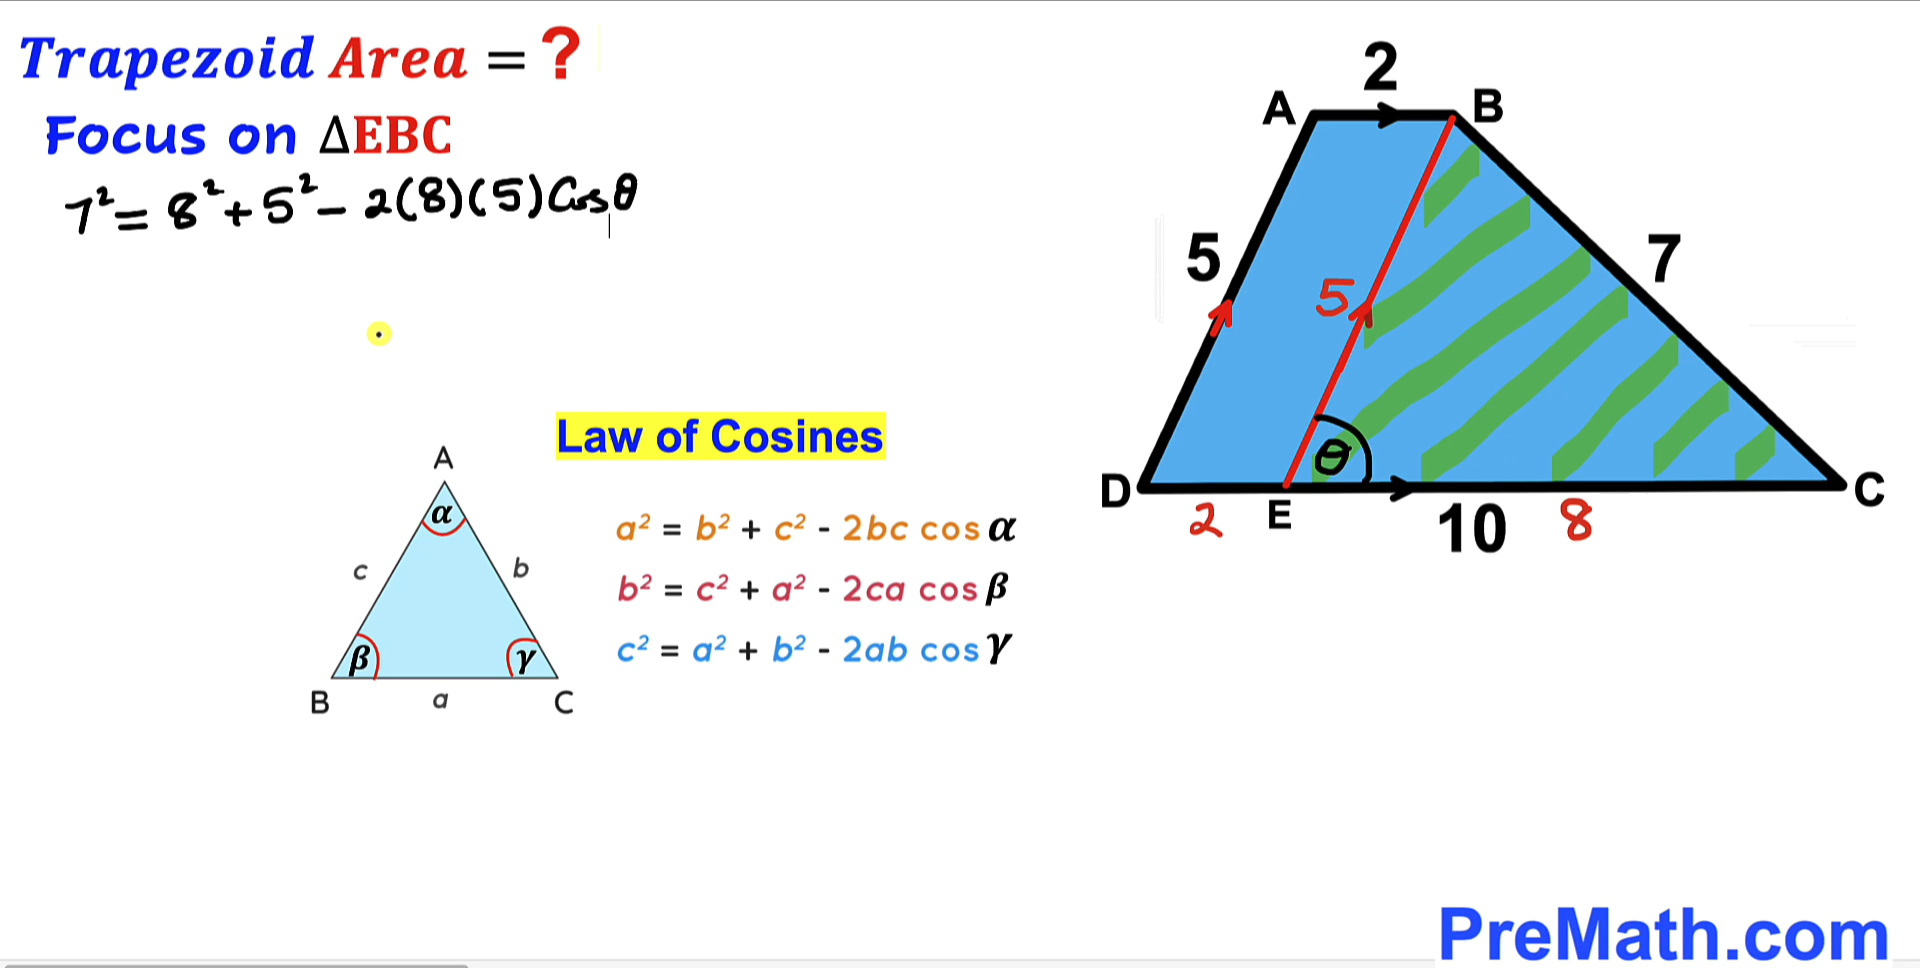 Trapezoid Area = ?
Focus on ΔEBC
7² = 8² + 5² - 2(8)(5) Cos θ
Law of Cosines
A
α
c
b
β
γ
B
a
C
a² = b² + c² - 2bc cos α
b² = c² + a² - 2ca cos β
c² = a² + b² - 2ab cos γ
2
A
B
5
5
7
θ
D
2
E
10
8
C
PreMath.com